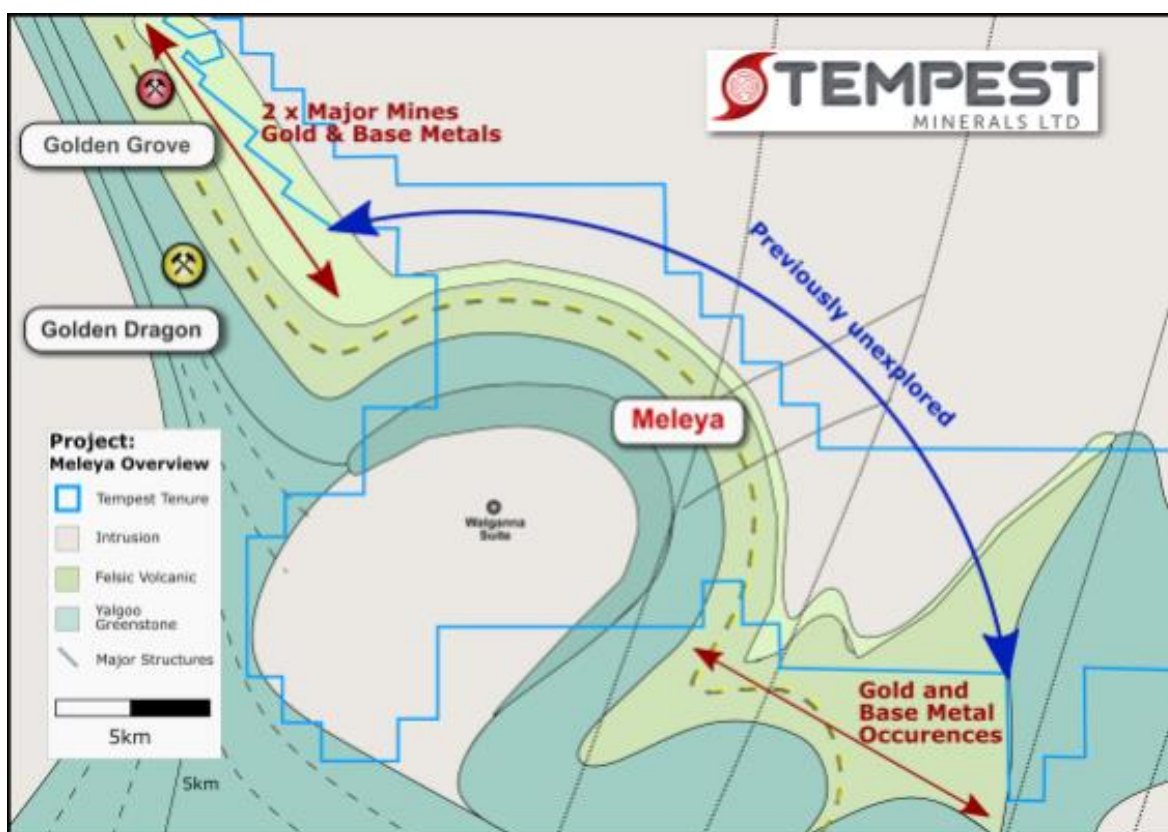 TEMPEST
MINERALS LTD
2 x Major Mines
Gold & Base Metals
Golden Grove
Golden Dragon
Previously unexplored
Meleya
Walganna
Suite
Project:
Meleya Overview
Tempest Tenure
Intrusion
Felsic Volcanic
Yalgoo
Greenstone
Major Structures
5km
5km
Gold and
Base Metal
Occurences